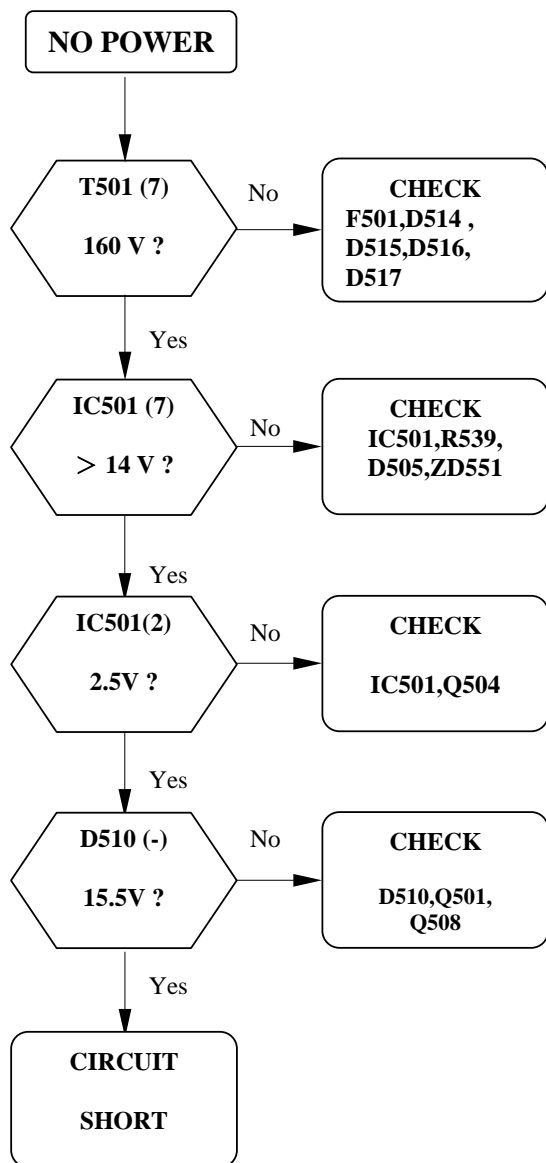 NO POWER
T501 (7)
160 V ?
No
CHECK
F501,D514 ,
D515,D516,
D517
Yes
IC501 (7)
> 14 V ?
No
CHECK
IC501,R539,
D505,ZD551
Yes
IC501(2)
2.5V ?
No
CHECK
IC501,Q504
Yes
D510 (-)
15.5V ?
No
CHECK
D510,Q501,
Q508
Yes
CIRCUIT
SHORT